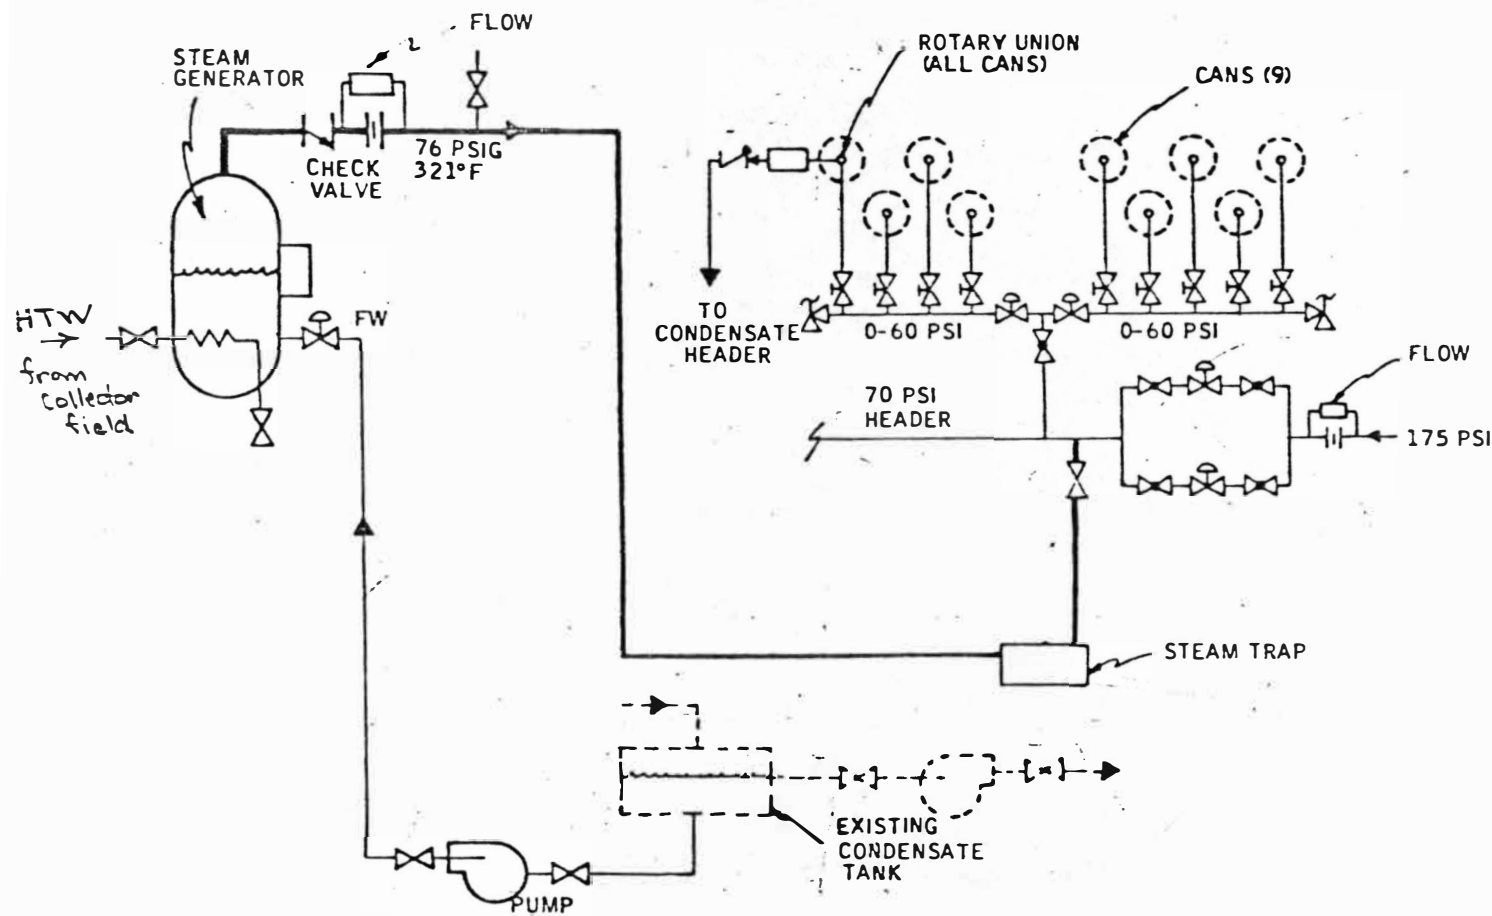 FLOW
STEAM
GENERATOR
CHECK
VALVE
76 PSIG
321°F
ROTARY UNION
(ALL CANS)
CANS (9)
TO
CONDENSATE
HEADER
0-60 PSI
0-60 PSI
HTW
from
collector
field
FW
70 PSI
HEADER
FLOW
175 PSI
STEAM TRAP
EXISTING
CONDENSATE
TANK
PUMP